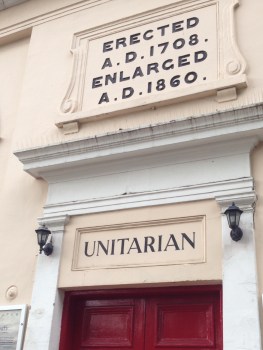 ERECTED
A.D.1708.
ENLARGED
A.D.1860.
UNITARIAN